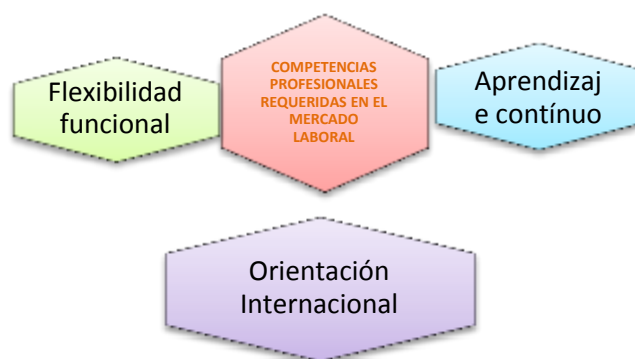 Flexibilidad
funcional
COMPETENCIAS
PROFESIONALES
REQUERIDAS EN EL
MERCADO
LABORAL
Aprendizaj
e contínuo
Orientación
Internacional